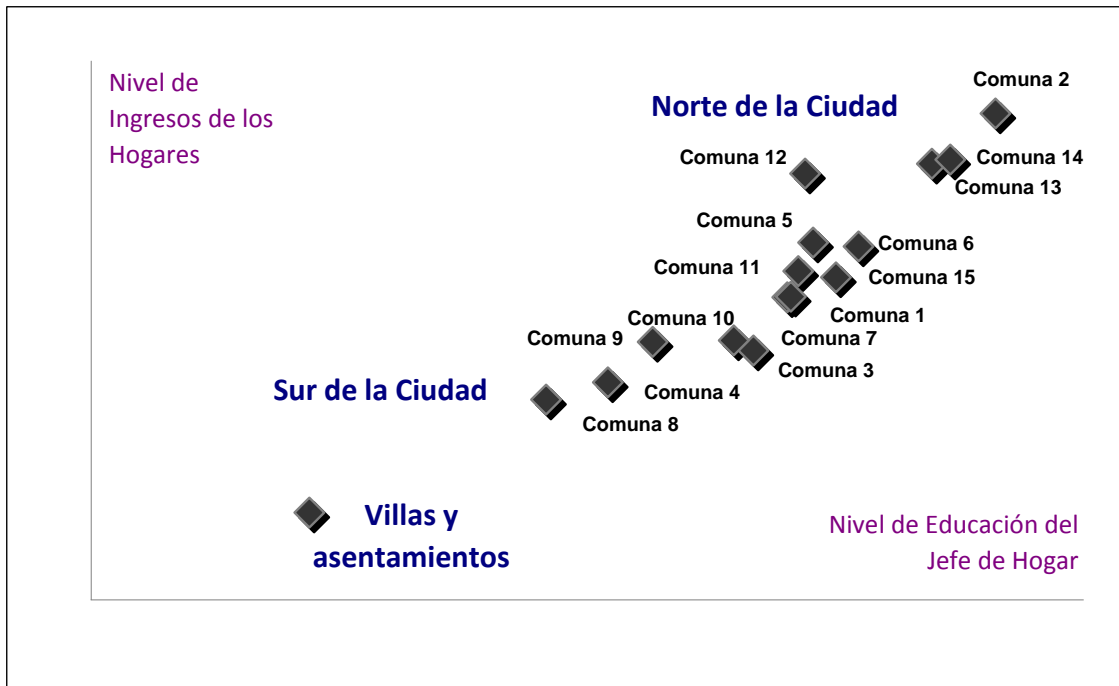 Nivel de
Ingresos de los
Hogares
Norte de la Ciudad
Comuna 2
Comuna 12
Comuna 14
Comuna 13
Comuna 5
Comuna 6
Comuna 11
Comuna 15
Comuna 10
Comuna 1
Comuna 9
Comuna 7
Comuna 3
Sur de la Ciudad
Comuna 4
Comuna 8
Villas y
asentamientos
Nivel de Educación del
Jefe de Hogar